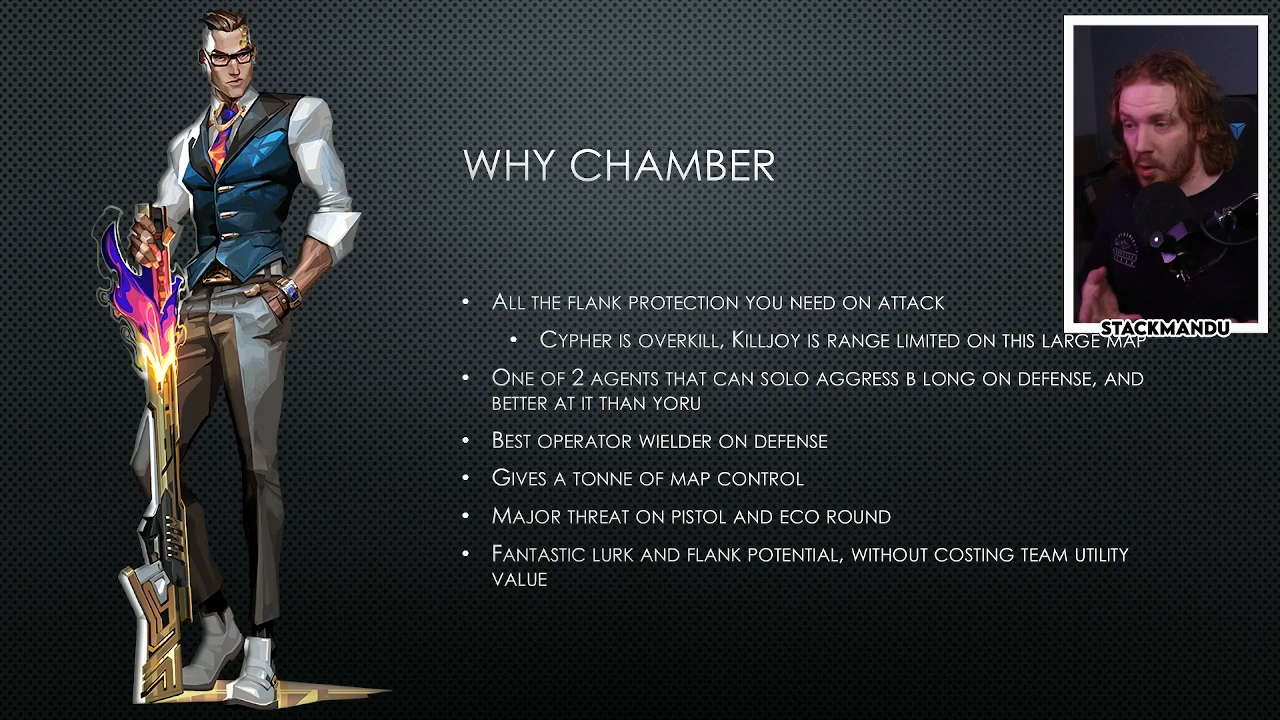 WHY CHAMBER
• ALL THE FLANK PROTECTION YOU NEED ON ATTACK
• CYPHER IS OVERKILL, KILLJOY IS RANGE LIMITED ON THIS LARGE MAP
• ONE OF 2 AGENTS THAT CAN SOLO AGGRESS B LONG ON DEFENSE, AND
BETTER AT IT THAN YORU
• BEST OPERATOR WIELDER ON DEFENSE
• GIVES A TONNE OF MAP CONTROL
• MAJOR THREAT ON PISTOL AND ECO ROUND
• FANTASTIC LURK AND FLANK POTENTIAL, WITHOUT COSTING TEAM UTILITY
VALUE
STACKMANDU